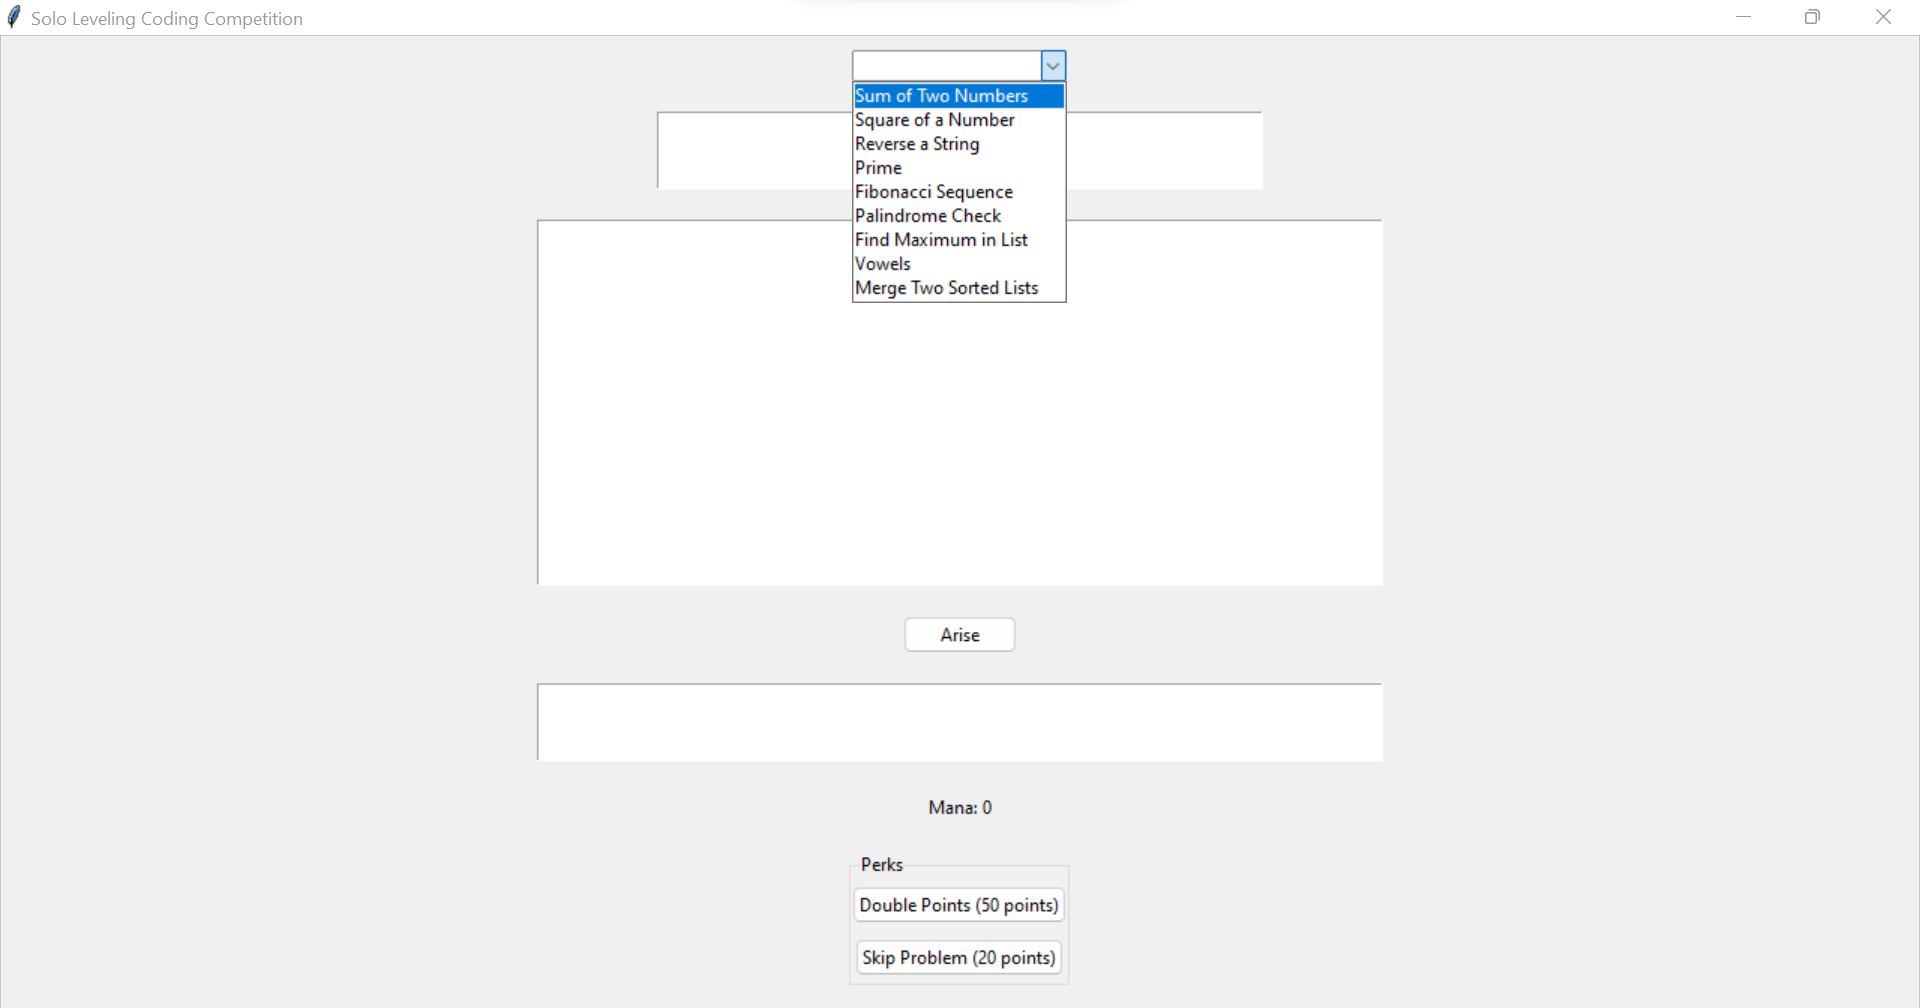 Solo Leveling Coding Competition
Sum of Two Numbers
Square of a Number
Reverse a String
Prime
Fibonacci Sequence
Palindrome Check
Find Maximum in List
Vowels
Merge Two Sorted Lists
Arise
Mana: 0
Perks
Double Points (50 points)
Skip Problem (20 points)